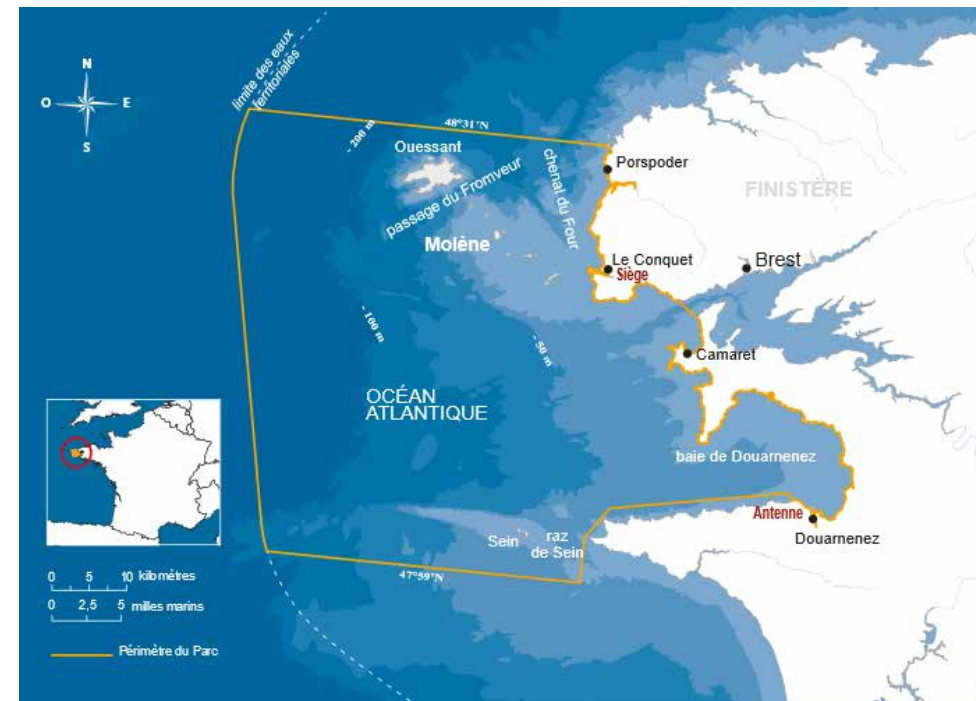 limite des eaux
territoriales
N
O
E
S
- 200 m
48°31'N
Ouessant
passage du Fromveur
chenal du Four
Porspoder
FINISTÈRE
Molène
Le Conquet
Siège
Brest
- 100 m
- 50 m
Camaret
OCÉAN
ATLANTIQUE
baie de Douarnenez
Antenne
Douarnenez
Sein
raz
de Sein
47°59'N
0 5 10 kilomètres
0 2,5 5 milles marins
Périmètre du Parc